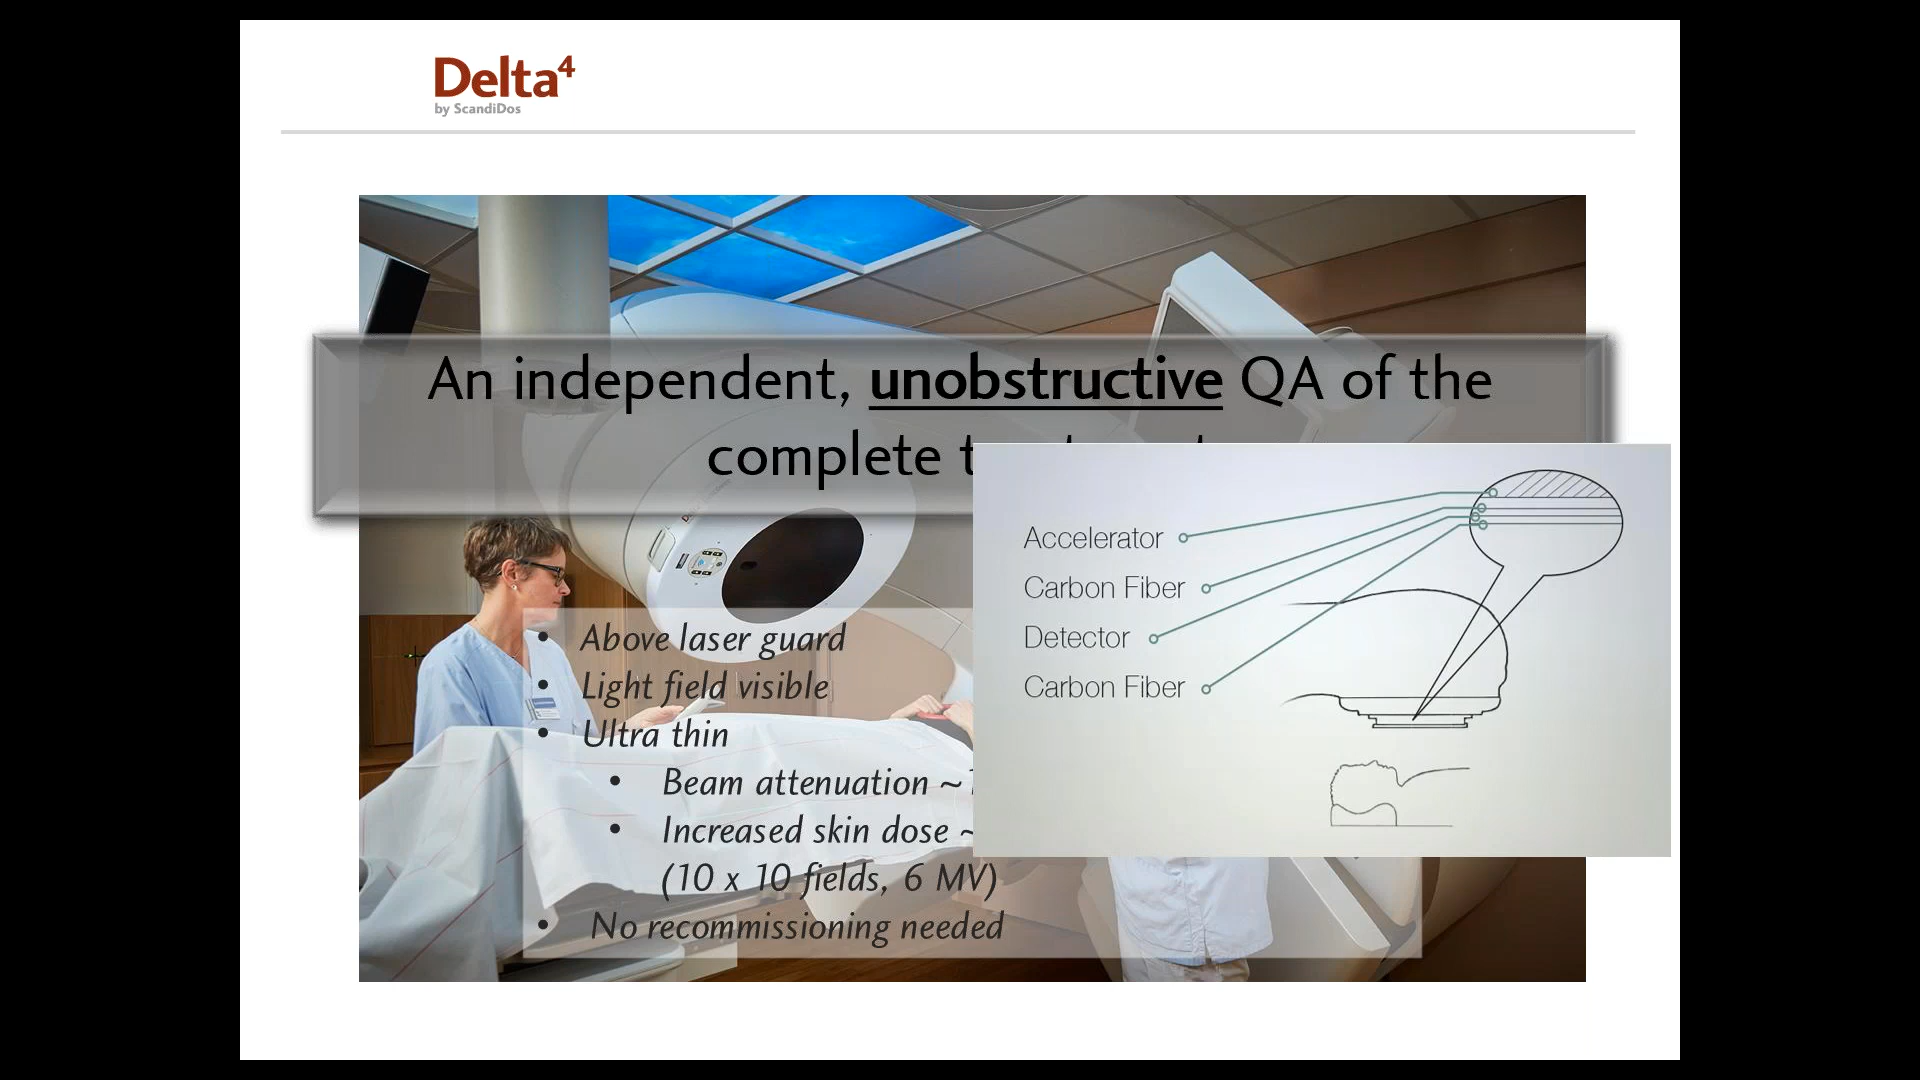 Delta⁴
by ScandiDos
An independent, unobstructive QA of the
complete
• Above laser guard
• Light field visible
• Ultra thin
• Beam attenuation ~
• Increased skin dose ~
(10 x 10 fields, 6 MV)
• No recommissioning needed
Accelerator
Carbon Fiber
Detector
Carbon Fiber